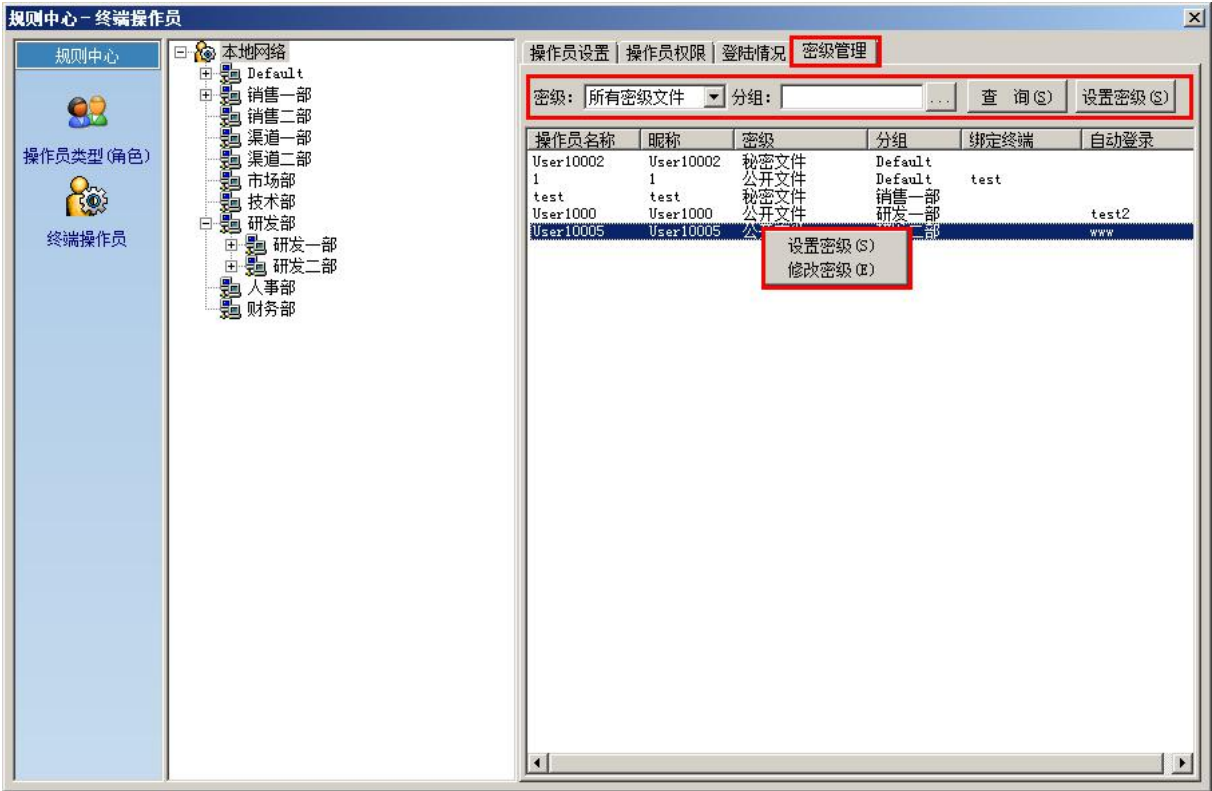 规则中心－终端操作员
规则中心
操作员类型(角色)
终端操作员
本地网络
Default
销售一部
销售二部
渠道一部
渠道二部
市场部
技术部
研发部
研发一部
研发二部
人事部
财务部
操作员设置 操作员权限 登陆情况 密级管理
密级： 所有密级文件 分组： ... 查 询(S) 设置密级(S)
操作员名称 昵称 密级 分组 绑定终端 自动登录
User10002 User10002 秘密文件 Default
1 1 公开文件 Default test
test test 秘密文件 销售一部
User1000 User1000 公开文件 研发一部 test2
User10005 User10005 www
设置密级(S)
修改密级(E)